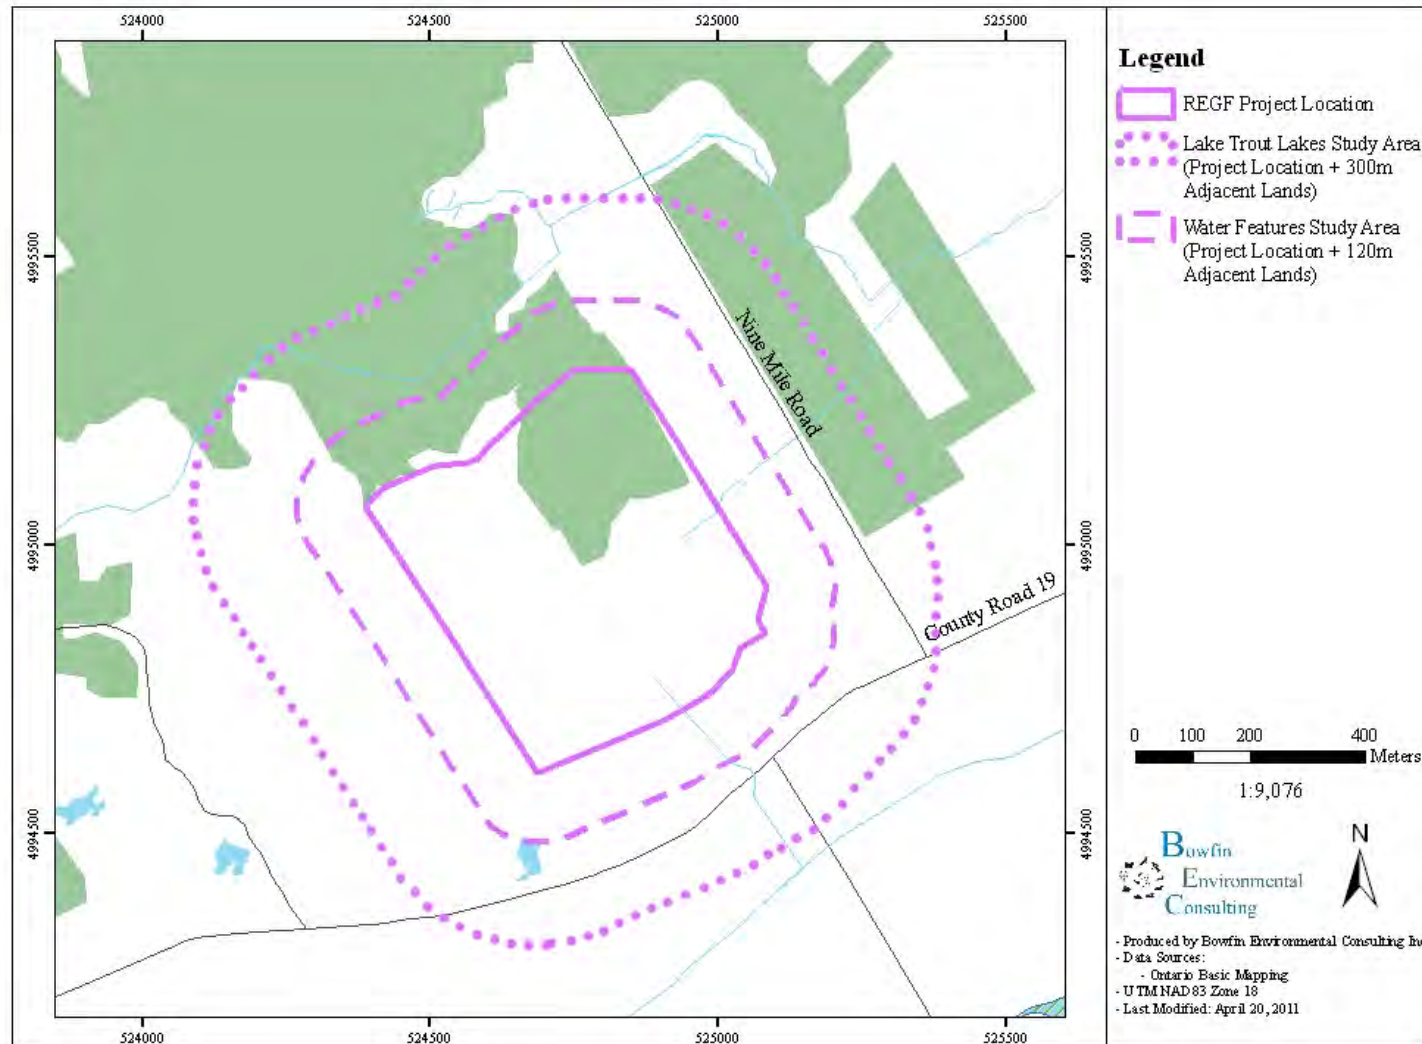 524000
524500
525000
525500
4995500
4995500
4995000
4995000
4994500
4994500
Nine Mile Road
County Road 19
524000
524500
525000
525500
Legend
REGF Project Location
Lake Trout Lakes Study Area
(Project Location + 300m
Adjacent Lands)
Water Features Study Area
(Project Location + 120m
Adjacent Lands)
0 100 200 400
Meters
1:9,076
N
Bowfin
Environmental
Consulting
- Produced by Bowfin Environmental Consulting Inc
- Data Sources:
- Ontario Basic Mapping
- UTM NAD83 Zone 18
- Last Modified: April 20, 2011